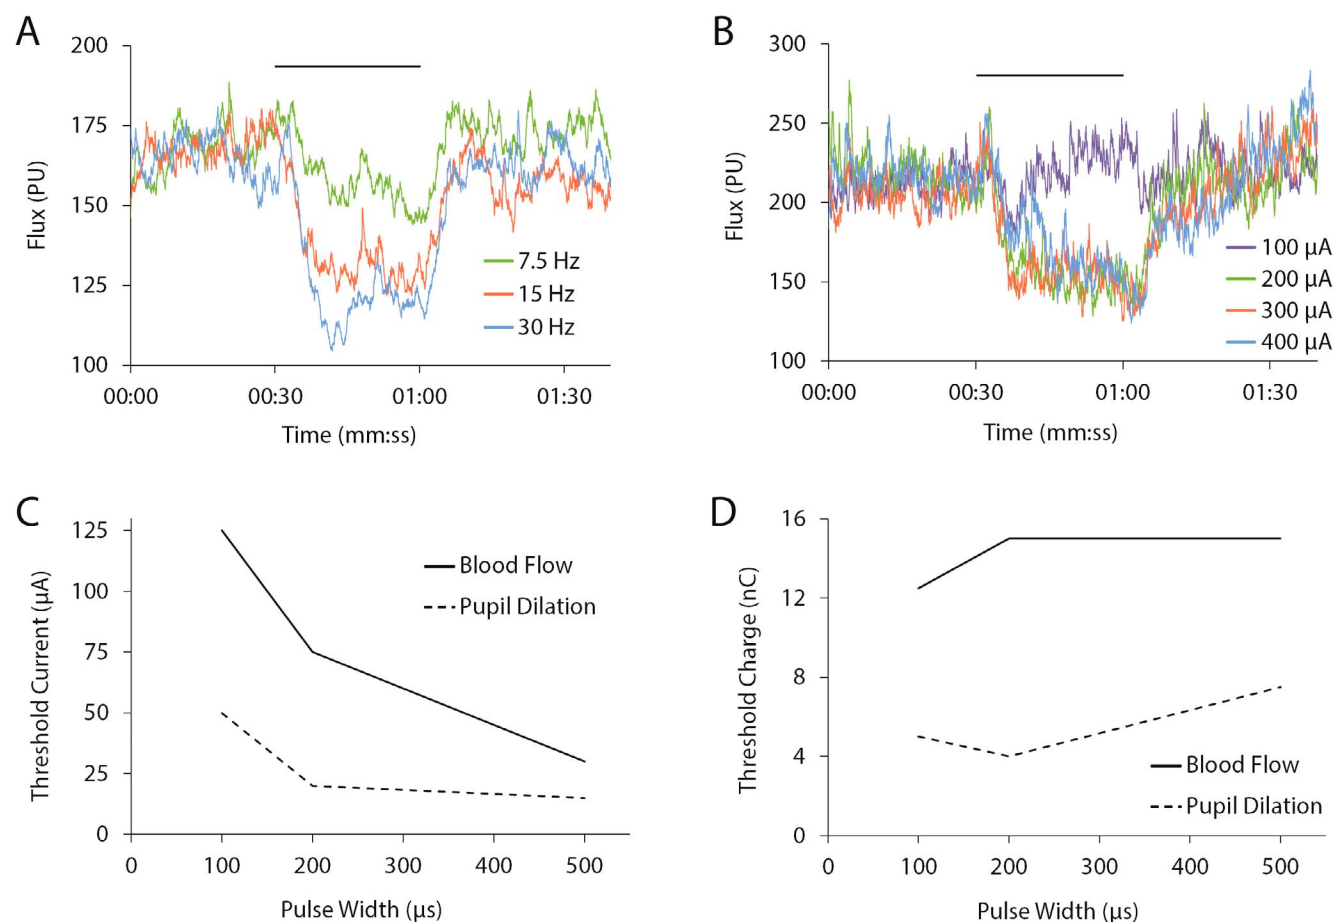 A
200
175
150
125
100
Flux (PU)
7.5 Hz
15 Hz
30 Hz
00:00
00:30
01:00
01:30
Time (mm:ss)
B
300
250
200
150
100
Flux (PU)
100 µA
200 µA
300 µA
400 µA
00:00
00:30
01:00
01:30
Time (mm:ss)
C
125
100
75
50
25
0
Threshold Current (µA)
Blood Flow
Pupil Dilation
0
100
200
300
400
500
Pulse Width (µs)
D
16
12
8
4
0
Threshold Charge (nC)
Blood Flow
Pupil Dilation
0
100
200
300
400
500
Pulse Width (µs)